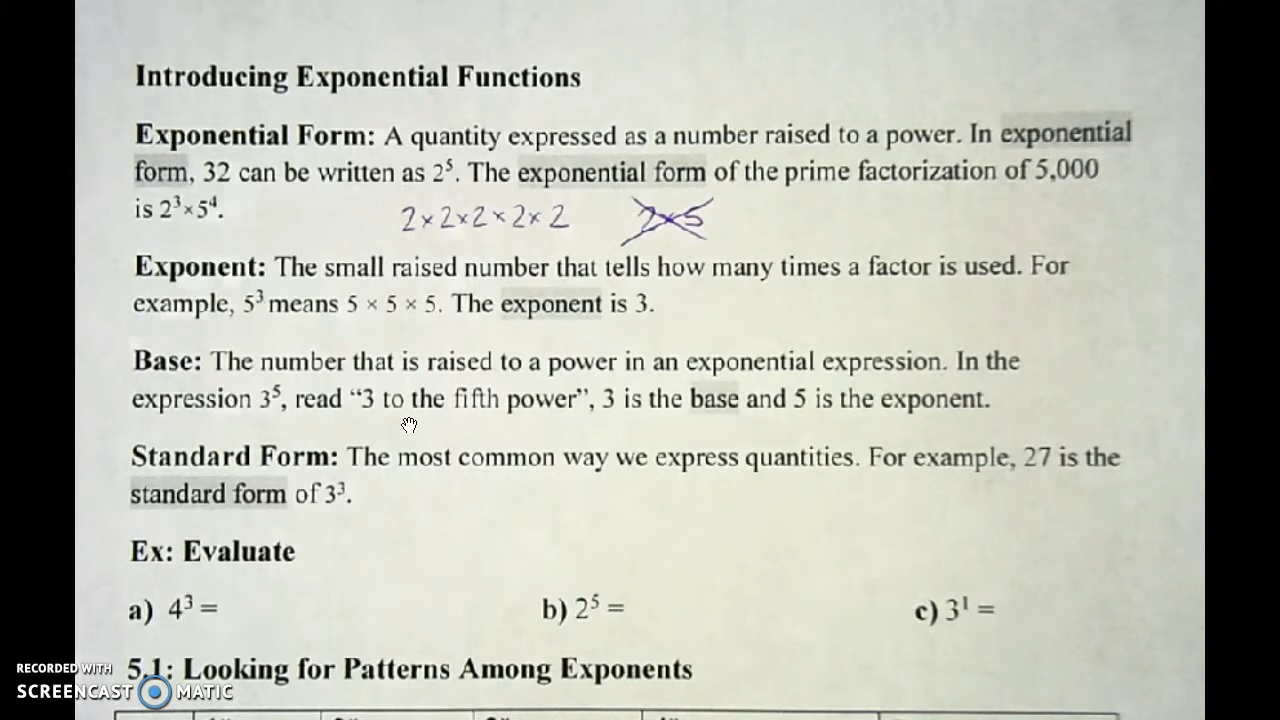 Introducing Exponential Functions
Exponential Form: A quantity expressed as a number raised to a power. In exponential
form, 32 can be written as 2⁵. The exponential form of the prime factorization of 5,000
is 2³×5⁴.
2×2×2×2×2 2×5
Exponent: The small raised number that tells how many times a factor is used. For
example, 5³ means 5 × 5 × 5. The exponent is 3.
Base: The number that is raised to a power in an exponential expression. In the
expression 3⁵, read “3 to the fifth power”, 3 is the base and 5 is the exponent.
Standard Form: The most common way we express quantities. For example, 27 is the
standard form of 3³.
Ex: Evaluate
a) 4³ = b) 2⁵ = c) 3¹ =
5.1: Looking for Patterns Among Exponents
RECORDED WITH
SCREENCAST MATIC